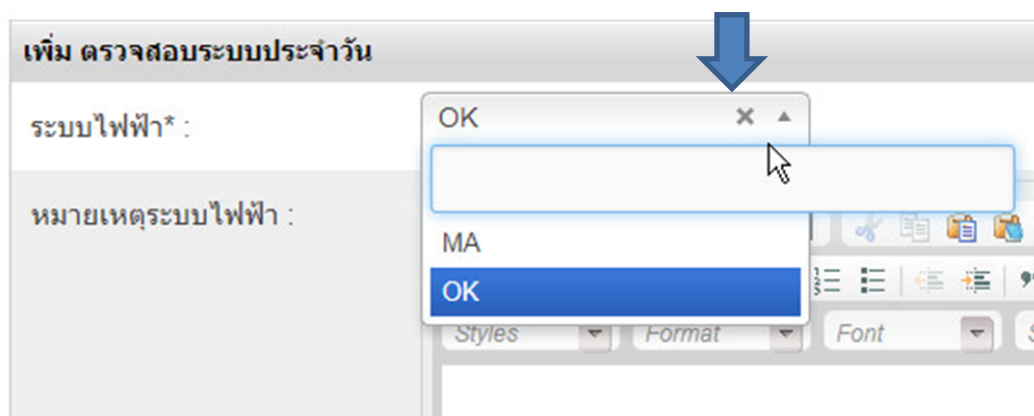 เพิ่ม ตรวจสอบระบบประจำวัน
ระบบไฟฟ้า* :
OK
หมายเหตุระบบไฟฟ้า :
MA
OK
Styles Format Font